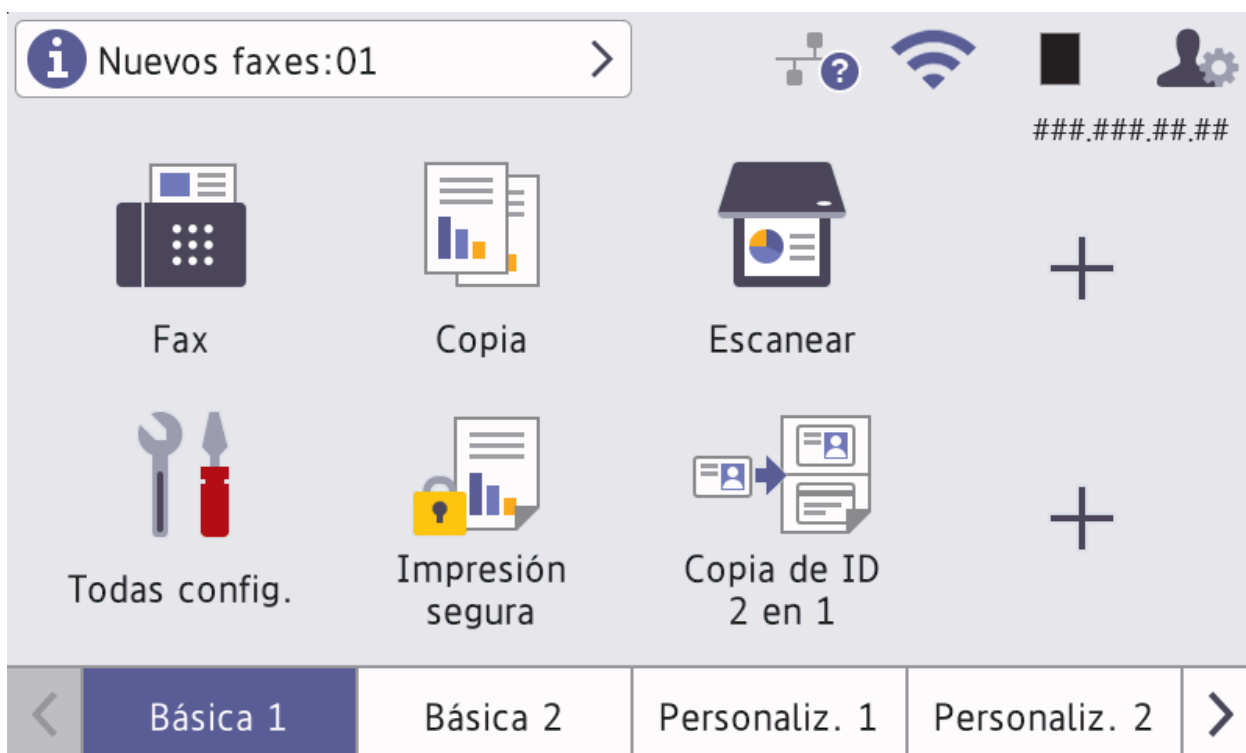 Nuevos faxes:01
###.###.##.##
Fax
Copia
Escanear
Todas config.
Impresión
segura
Copia de ID
2 en 1
Básica 1
Básica 2
Personaliz. 1
Personaliz. 2